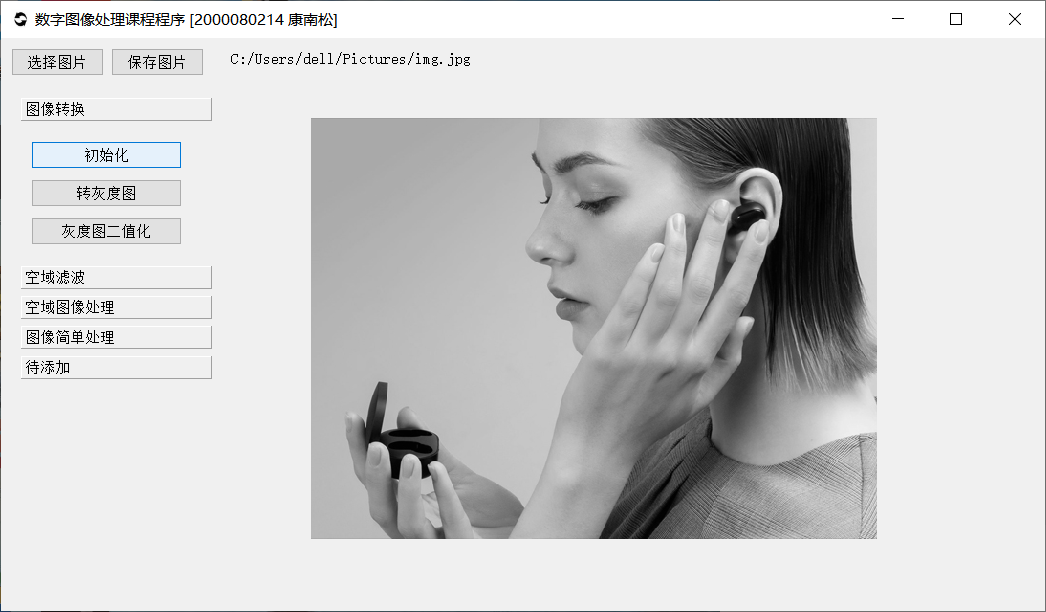 数字图像处理课程程序 [2000080214 康南松]
选择图片 保存图片 C:/Users/dell/Pictures/img.jpg
图像转换
初始化
转灰度图
灰度图二值化
空域滤波
空域图像处理
图像简单处理
待添加